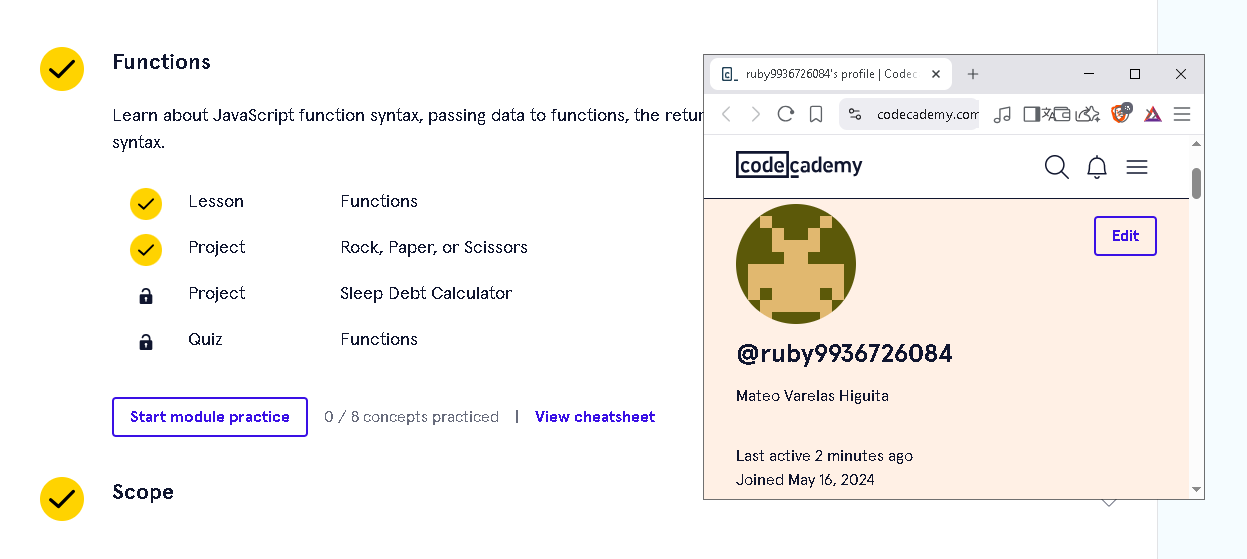 Functions
Learn about JavaScript function syntax, passing data to functions, the retur
syntax.
Lesson Functions
Project Rock, Paper, or Scissors
Project Sleep Debt Calculator
Quiz Functions
Start module practice 0 / 8 concepts practiced | View cheatsheet
Scope
ruby9936726084's profile | Codec
codecademy.com
codecademy
Edit
@ruby9936726084
Mateo Varelas Higuita
Last active 2 minutes ago
Joined May 16, 2024